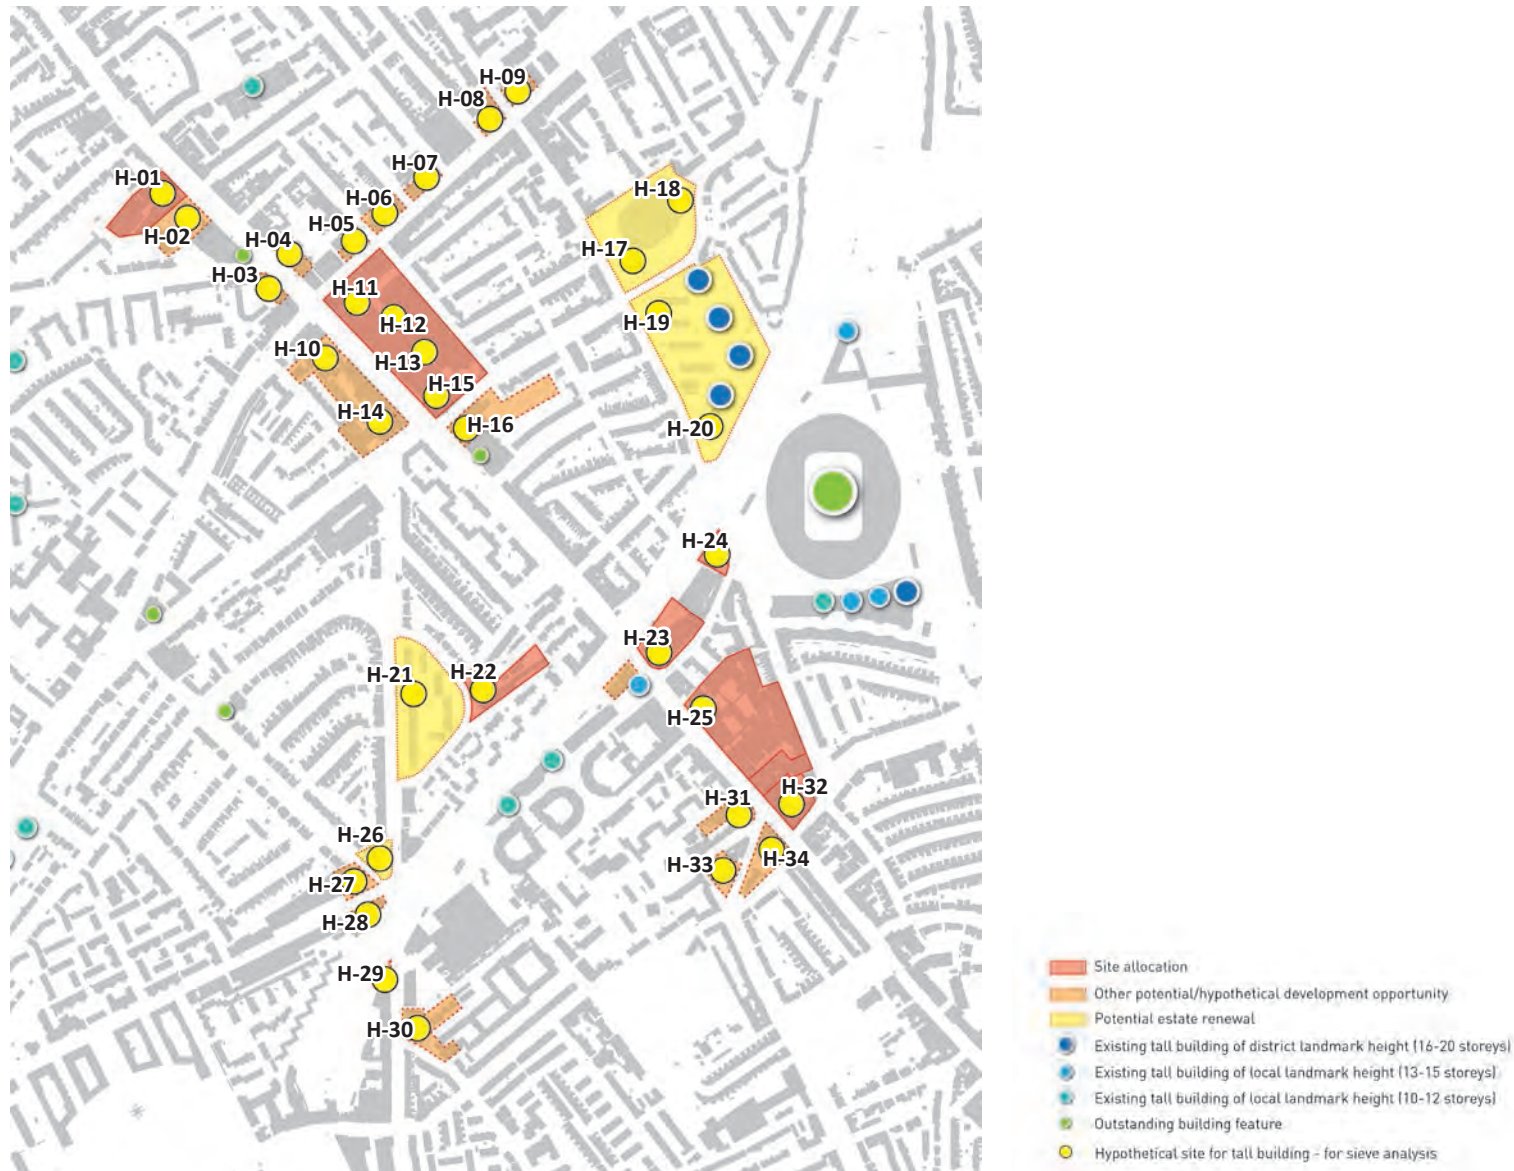 H-09
H-08
H-07
H-01
H-18
H-06
H-05
H-02
H-04
H-17
H-03
H-11
H-12
H-19
H-10
H-13
H-15
H-14
H-16
H-20
H-24
H-23
H-21
H-22
H-25
H-32
H-31
H-26
H-34
H-33
H-27
H-28
H-29
H-30
Site allocation
Other potential/hypothetical development opportunity
Potential estate renewal
Existing tall building of district landmark height (16-20 storeys)
Existing tall building of local landmark height (13-15 storeys)
Existing tall building of local landmark height (10-12 storeys)
Outstanding building feature
Hypothetical site for tall building - for sieve analysis